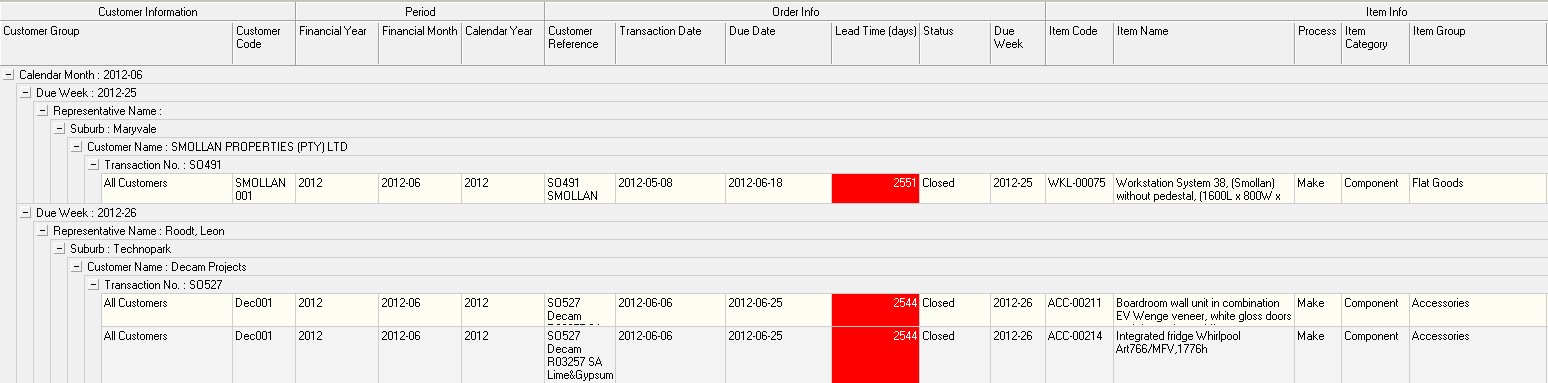 Customer Information Period Order Info Item Info
Customer Group Customer Code Financial Year Financial Month Calendar Year Customer Reference Transaction Date Due Date Lead Time (days) Status Due Week Item Code Item Name Process Item Category Item Group
Calendar Month : 2012-06
Due Week : 2012-25
Representative Name :
Suburb : Maryvale
Customer Name : SMOLLAN PROPERTIES (PTY) LTD
Transaction No. : SO491
All Customers SMOLLAN 001 2012 2012-06 2012 SO491 SMOLLAN 2012-05-08 2012-06-18 2551 Closed 2012-25 WKL-00075 Workstation System 38, (Smollan) without pedestal, (1600L x 800W x Make Component Flat Goods
Due Week : 2012-26
Representative Name : Roodt, Leon
Suburb : Technopark
Customer Name : Decam Projects
Transaction No. : SO527
All Customers Dec001 2012 2012-06 2012 SO527 Decam 2012-06-06 2012-06-25 2544 Closed 2012-26 ACC-00211 Boardroom wall unit in combination EV Wenge veneer, white gloss doors Make Component Accessories
All Customers Dec001 2012 2012-06 2012 SO527 Decam R03257 SA Lime&Gypsum 2012-06-06 2012-06-25 2544 Closed 2012-26 ACC-00214 Integrated fridge Whirlpool Art766/MFV,1776h Make Component Accessories